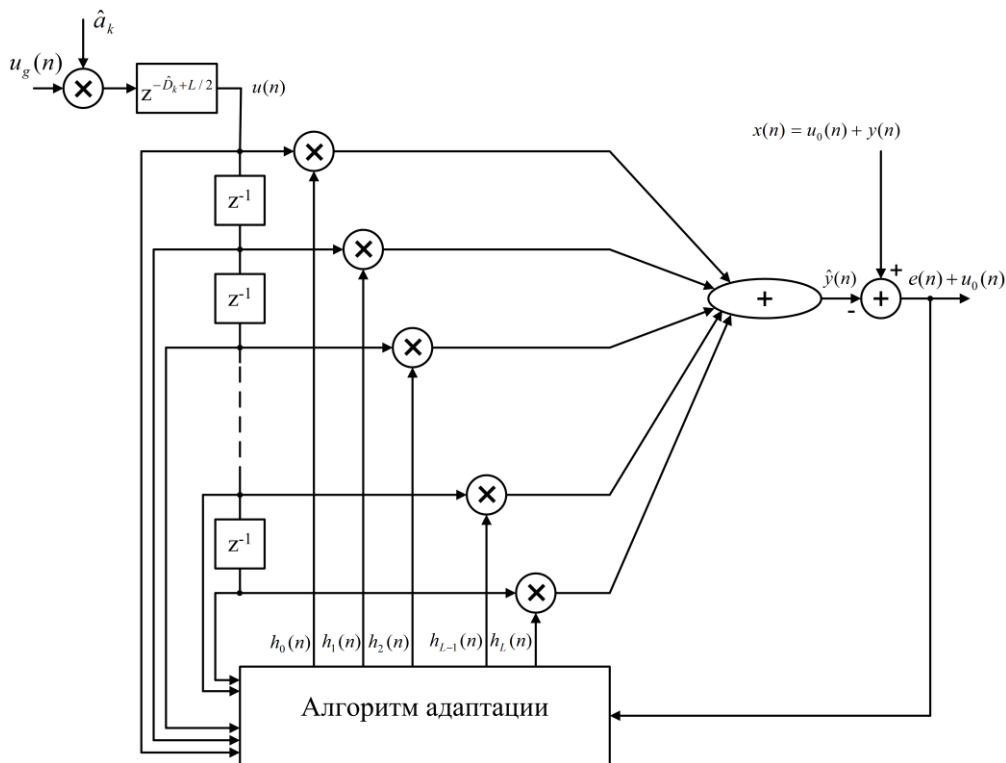 â_k
u_g(n)
z^{-D̂_k+L/2}
u(n)
x(n) = u_0(n) + y(n)
z^{-1}
z^{-1}
+
ŷ(n)
-
+
+
e(n) + u_0(n)
z^{-1}
h_0(n) h_1(n) h_2(n) h_{L-1}(n) h_L(n)
Алгоритм адаптации